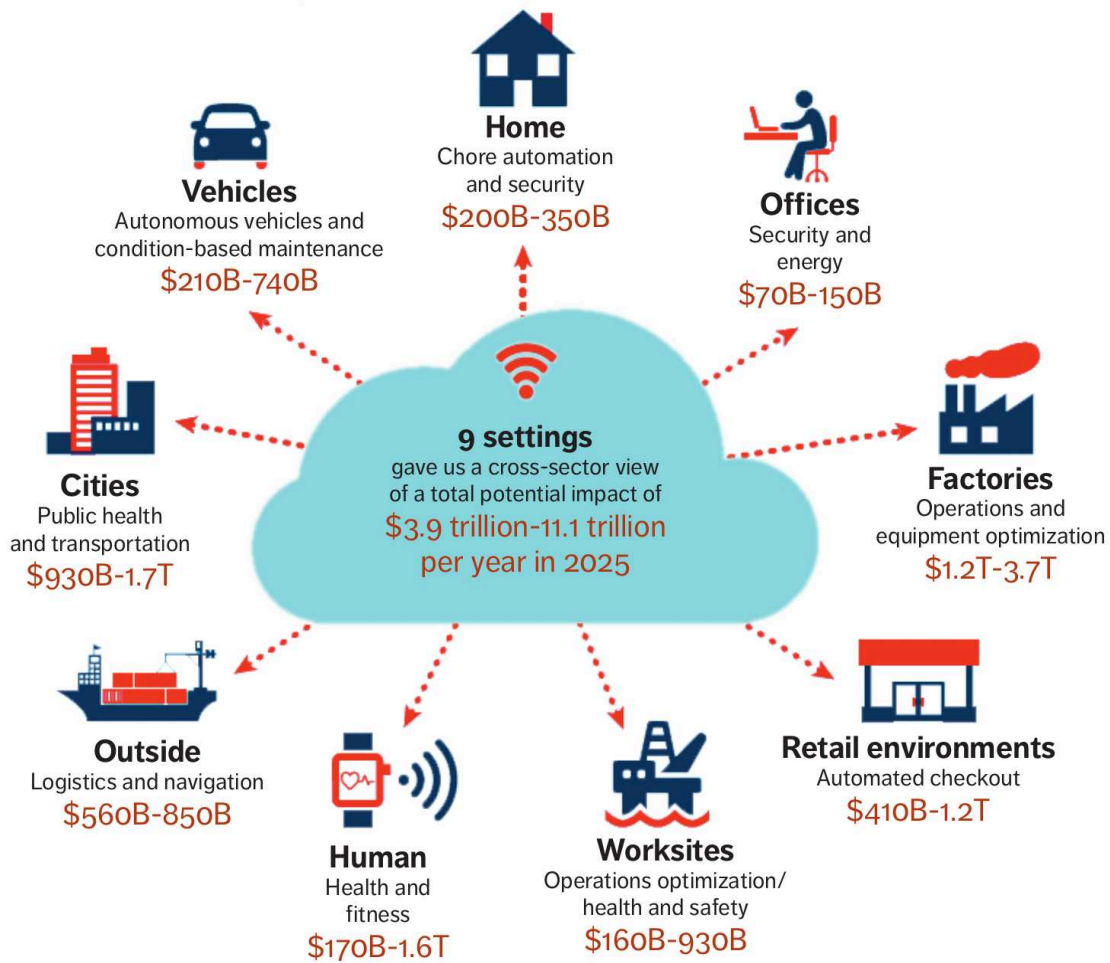 Home
Chore automation
and security
$200B-350B
Vehicles
Autonomous vehicles and
condition-based maintenance
$210B-740B
Offices
Security and
energy
$70B-150B
9 settings
gave us a cross-sector view
of a total potential impact of
$3.9 trillion-11.1 trillion
per year in 2025
Cities
Public health
and transportation
$930B-1.7T
Factories
Operations and
equipment optimization
$1.2T-3.7T
Outside
Logistics and navigation
$560B-850B
Human
Health and
fitness
$170B-1.6T
Worksites
Operations optimization/
health and safety
$160B-930B
Retail environments
Automated checkout
$410B-1.2T